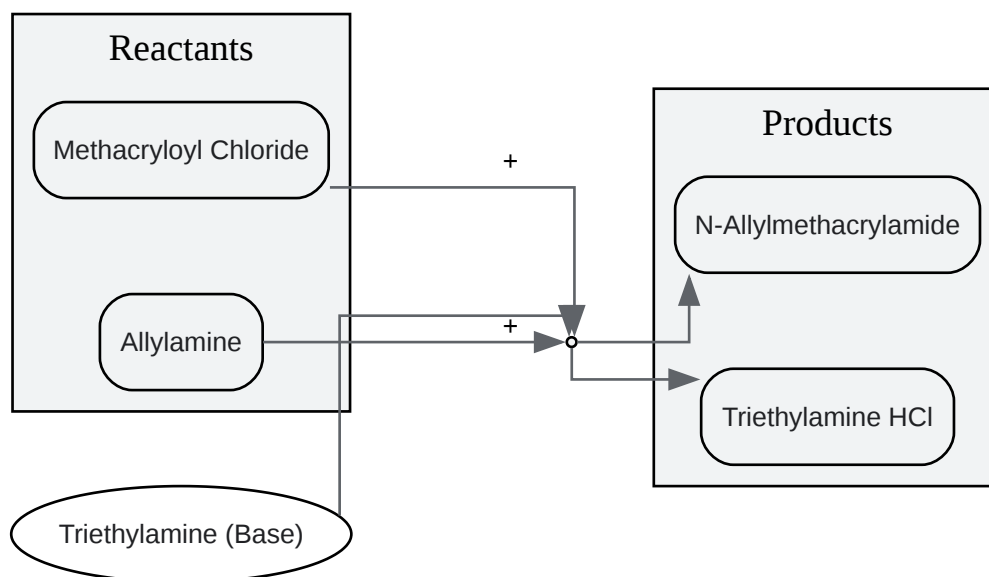 Reactants
Methacryloyl Chloride
+
Allylamine
+
Triethylamine (Base)
Products
N-Allylmethacrylamide
Triethylamine HCl